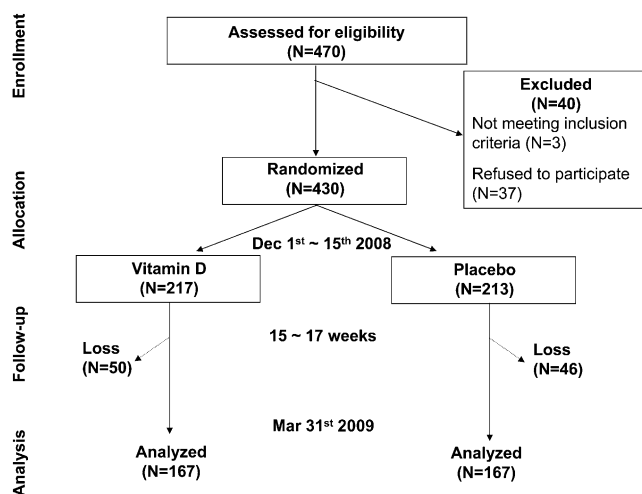 Enrollment
Assessed for eligibility
(N=470)
Excluded
(N=40)
Not meeting inclusion
criteria (N=3)
Refused to participate
(N=37)
Allocation
Randomized
(N=430)
Dec 1st ~ 15th 2008
Vitamin D
(N=217)
Placebo
(N=213)
Follow-up
15 ~ 17 weeks
Loss
(N=50)
Loss
(N=46)
Mar 31st 2009
Analysis
Analyzed
(N=167)
Analyzed
(N=167)